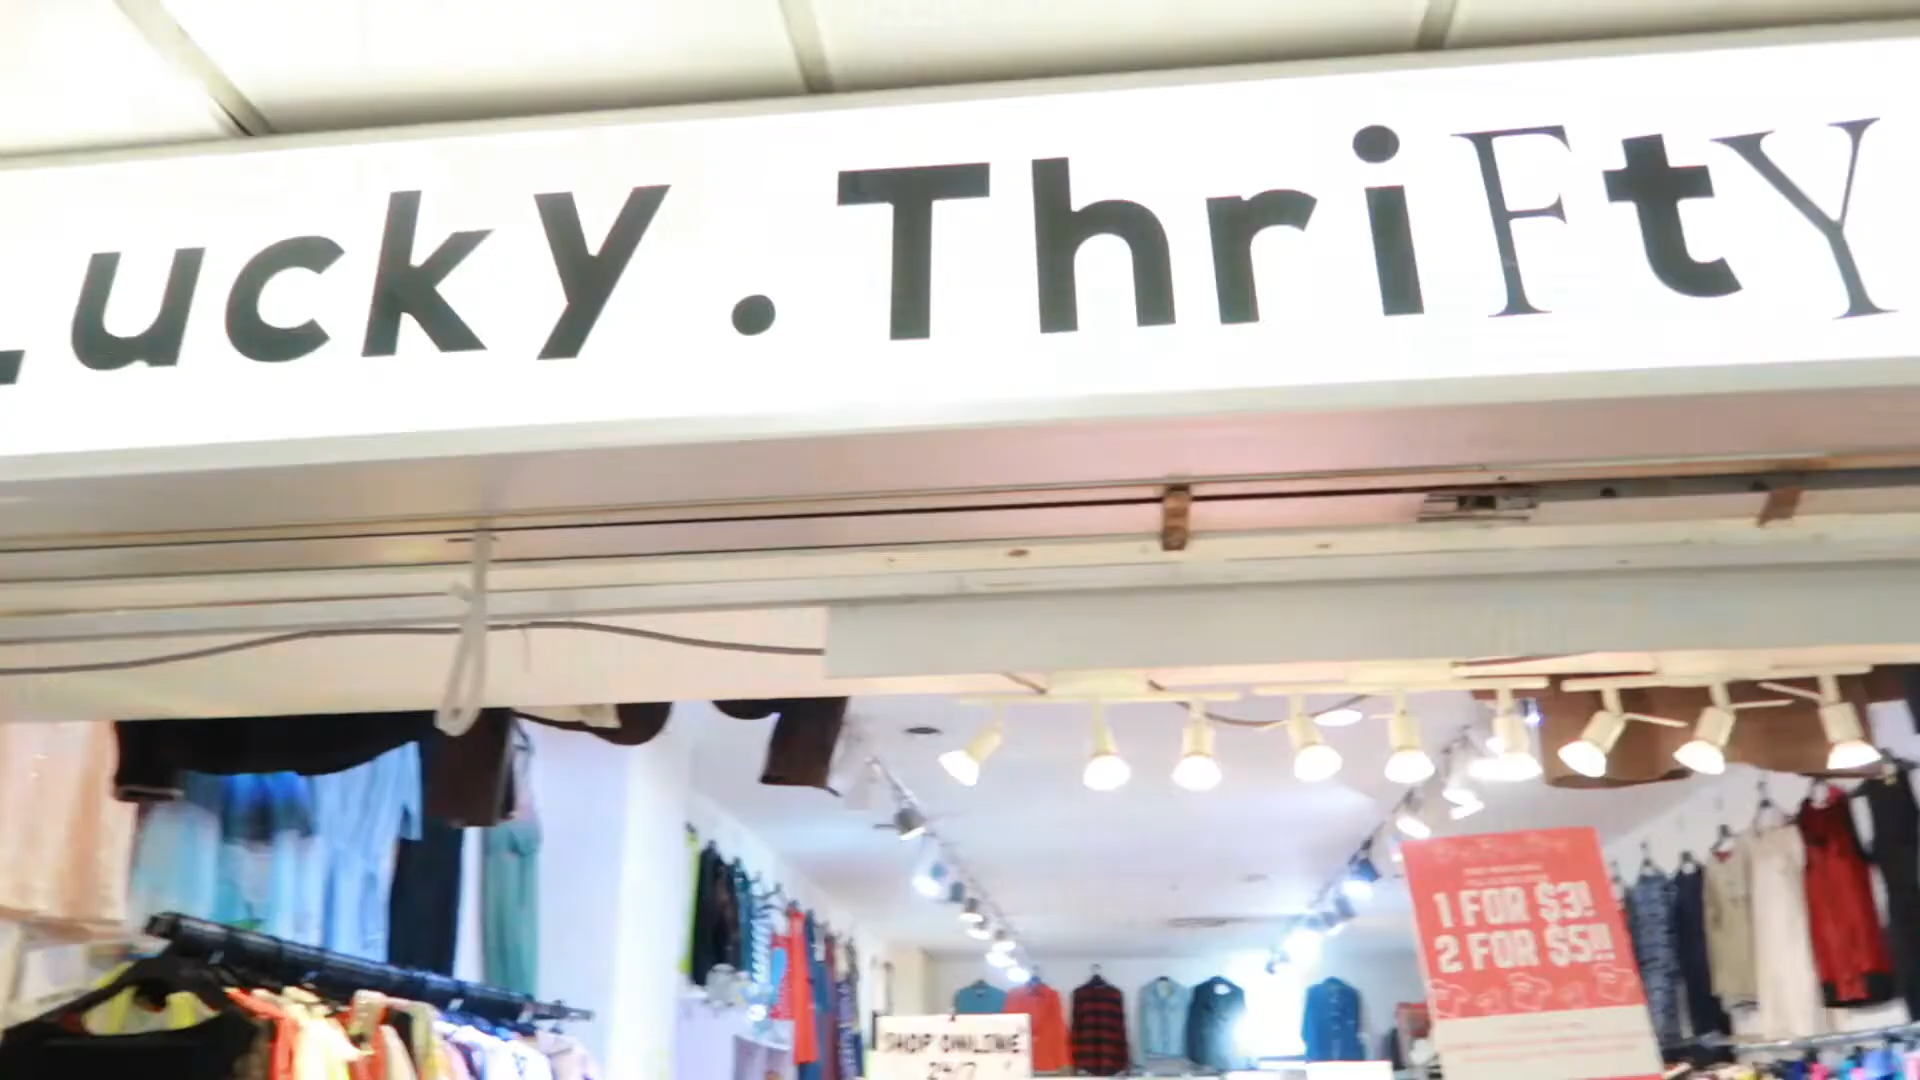 Lucky.ThriFtY
1 FOR $3!
2 FOR $5!!
SHOP ONLINE
24/7